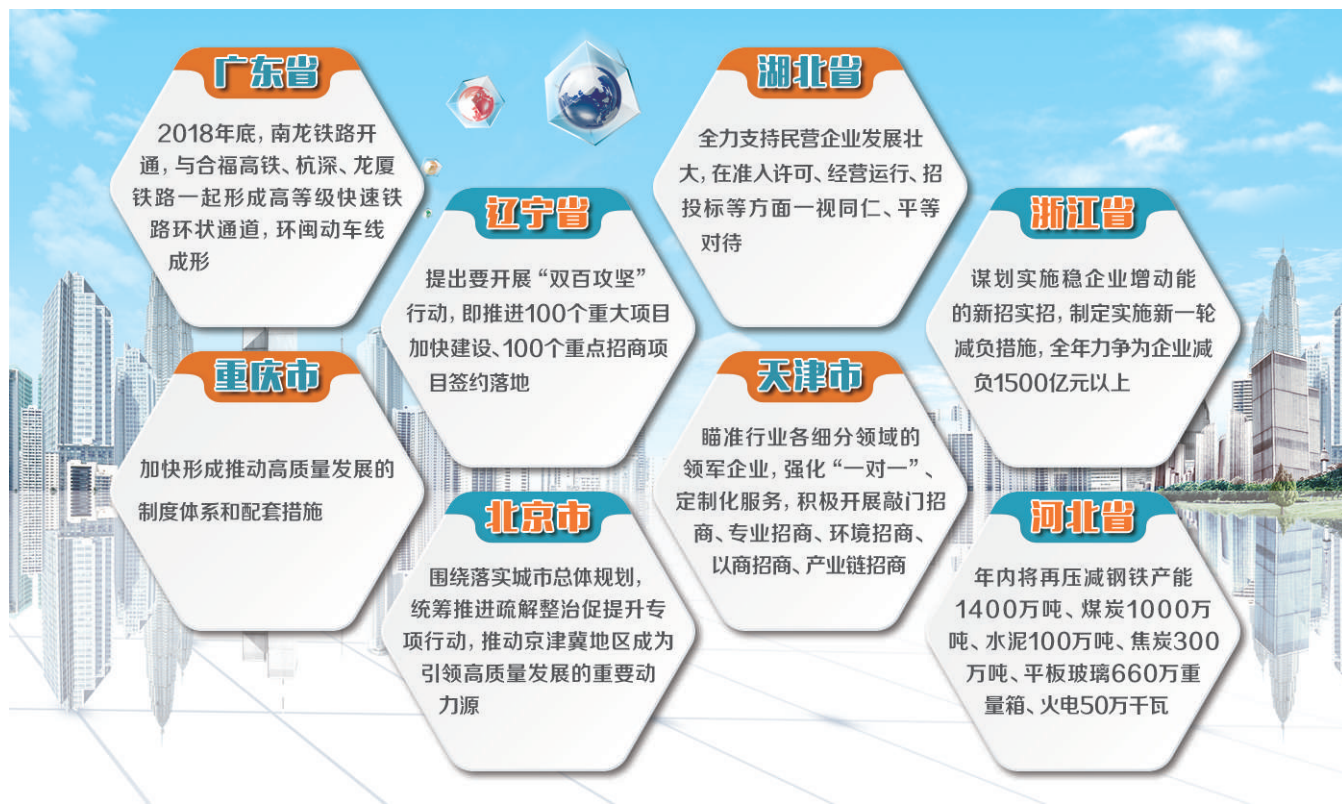 广东省
2018年底，南龙铁路开
通，与合福高铁、杭深、龙厦
铁路一起形成高等级快速铁
路环状通道，环闽动车线
成形
湖北省
全力支持民营企业发展壮
大，在准入许可、经营运行、招
投标等方面一视同仁、平等
对待
辽宁省
提出要开展“双百攻坚”
行动，即推进100个重大项目
加快建设、100个重点招商项
目签约落地
浙江省
谋划实施稳企业增动能
的新招实招，制定实施新一轮
减负措施，全年力争为企业减
负1500亿元以上
重庆市
加快形成推动高质量发展的
制度体系和配套措施
天津市
瞄准行业各细分领域的
领军企业，强化“一对一”、
定制化服务，积极开展敲门招
商、专业招商、环境招商、
以商招商、产业链招商
北京市
围绕落实城市总体规划，
统筹推进疏解整治促提升专
项行动，推动京津冀地区成为
引领高质量发展的重要动
力源
河北省
年内将再压减钢铁产能
1400万吨、煤炭1000万
吨、水泥100万吨、焦炭300
万吨、平板玻璃660万重
量箱、火电50万千瓦